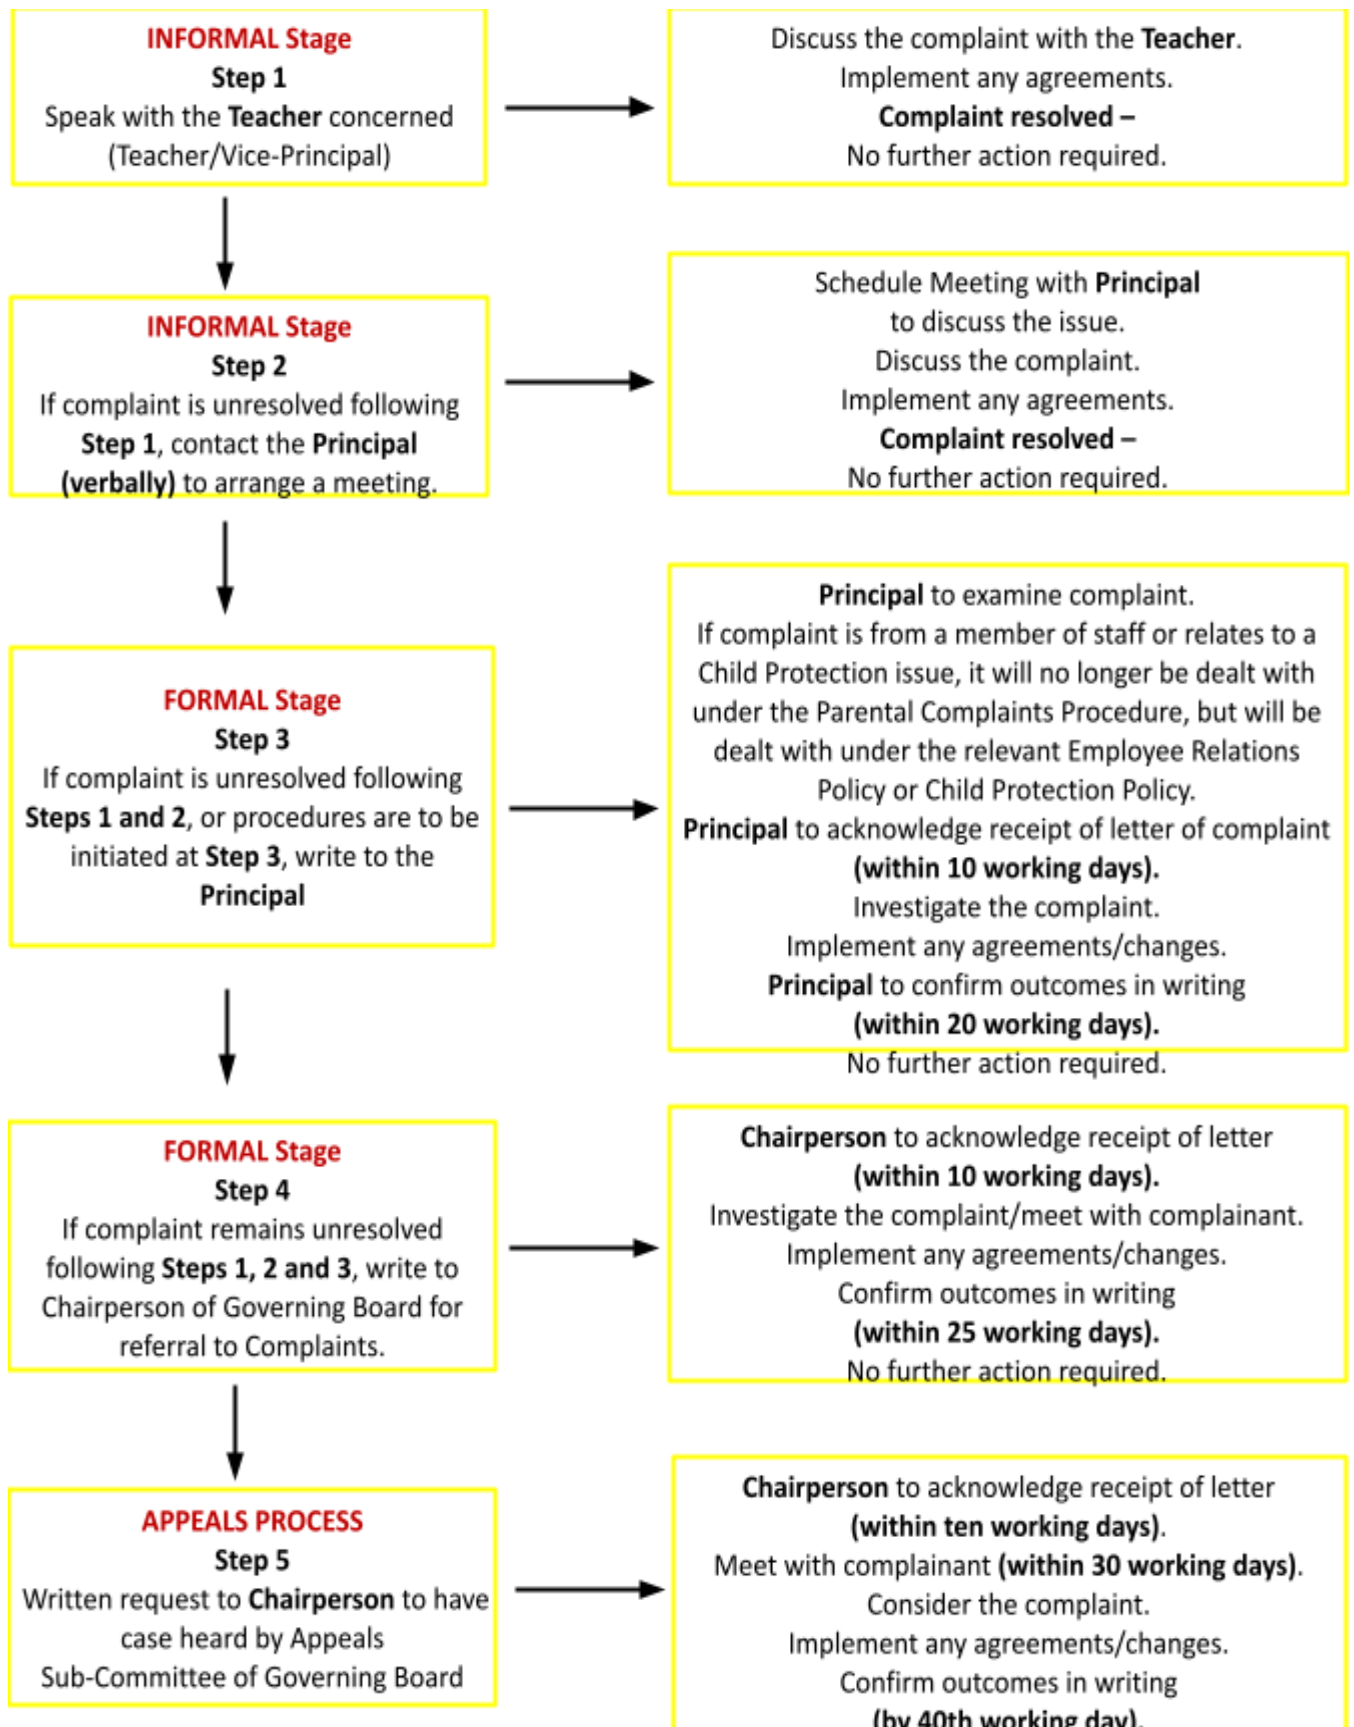 INFORMAL Stage
Step 1
Speak with the Teacher concerned
(Teacher/Vice-Principal)
Discuss the complaint with the Teacher.
Implement any agreements.
Complaint resolved –
No further action required.
INFORMAL Stage
Step 2
If complaint is unresolved following
Step 1, contact the Principal
(verbally) to arrange a meeting.
Schedule Meeting with Principal
to discuss the issue.
Discuss the complaint.
Implement any agreements.
Complaint resolved –
No further action required.
FORMAL Stage
Step 3
If complaint is unresolved following
Steps 1 and 2, or procedures are to be
initiated at Step 3, write to the
Principal
Principal to examine complaint.
If complaint is from a member of staff or relates to a
Child Protection issue, it will no longer be dealt with
under the Parental Complaints Procedure, but will be
dealt with under the relevant Employee Relations
Policy or Child Protection Policy.
Principal to acknowledge receipt of letter of complaint
(within 10 working days).
Investigate the complaint.
Implement any agreements/changes.
Principal to confirm outcomes in writing
(within 20 working days).
No further action required.
FORMAL Stage
Step 4
If complaint remains unresolved
following Steps 1, 2 and 3, write to
Chairperson of Governing Board for
referral to Complaints.
Chairperson to acknowledge receipt of letter
(within 10 working days).
Investigate the complaint/meet with complainant.
Implement any agreements/changes.
Confirm outcomes in writing
(within 25 working days).
No further action required.
APPEALS PROCESS
Step 5
Written request to Chairperson to have
case heard by Appeals
Sub-Committee of Governing Board
Chairperson to acknowledge receipt of letter
(within ten working days).
Meet with complainant (within 30 working days).
Consider the complaint.
Implement any agreements/changes.
Confirm outcomes in writing
(by 40th working day).